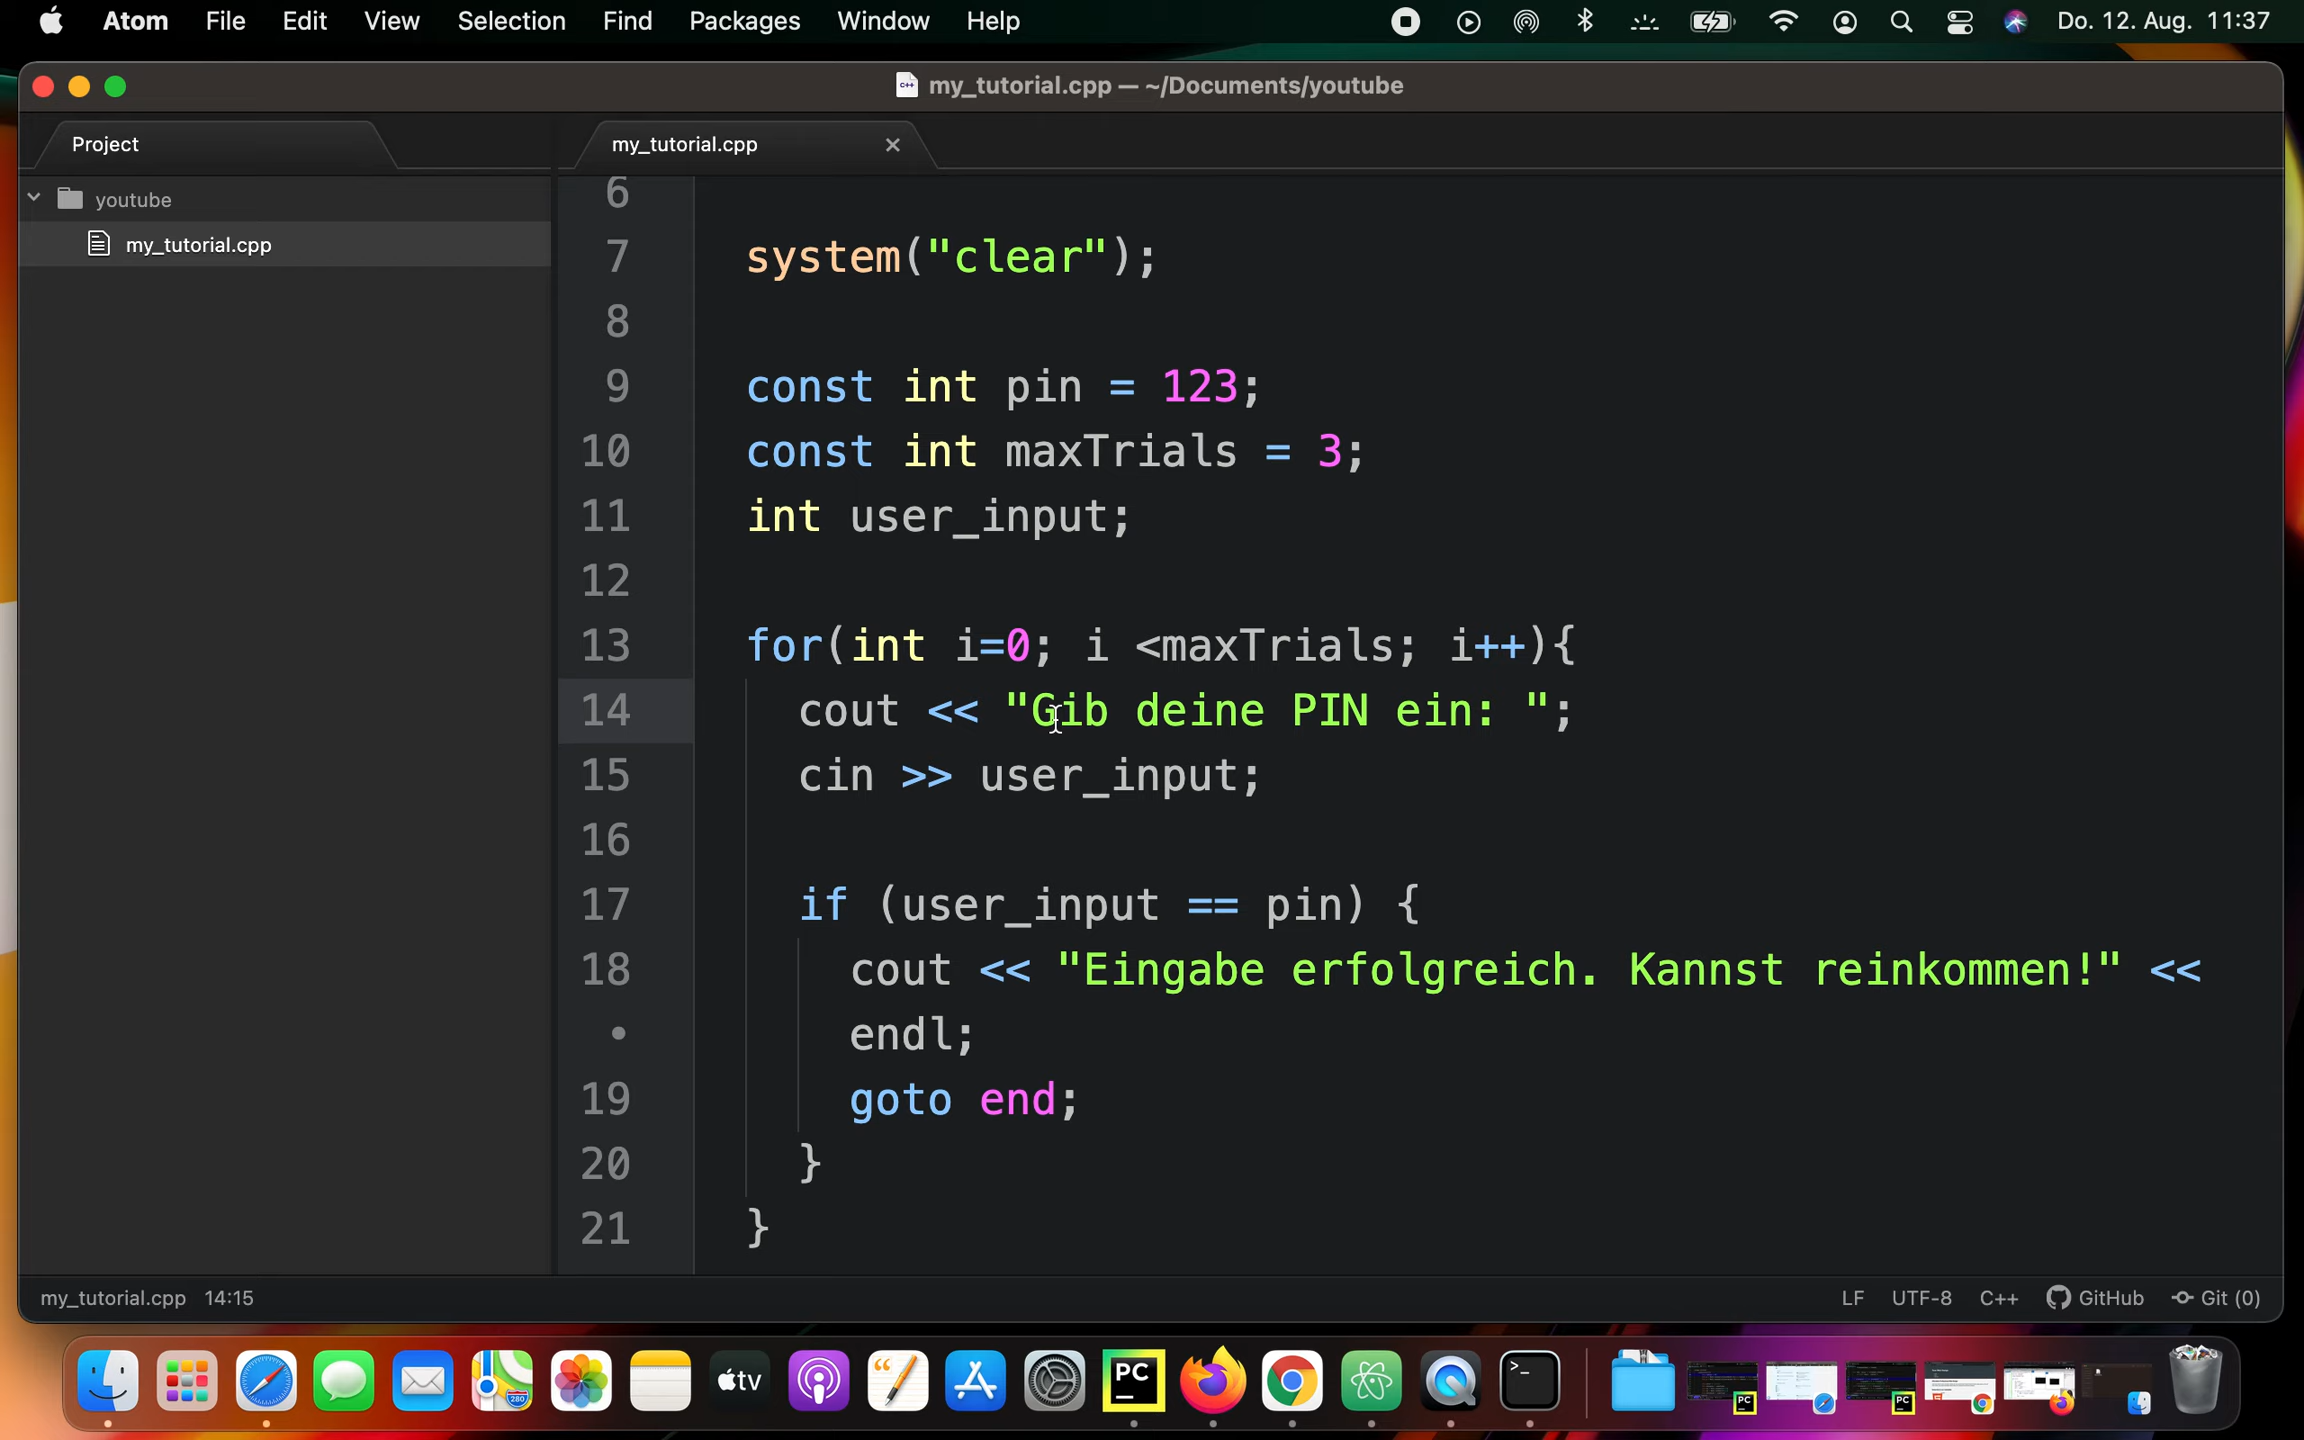 Atom File Edit View Selection Find Packages Window Help Do. 12. Aug. 11:37
my_tutorial.cpp — ~/Documents/youtube
Project
my_tutorial.cpp
youtube
my_tutorial.cpp
6
7 system("clear");
8
9 const int pin = 123;
10 const int maxTrials = 3;
11 int user_input;
12
13 for(int i=0; i <maxTrials; i++){
14 cout << "Gib deine PIN ein: ";
15 cin >> user_input;
16
17 if (user_input == pin) {
18 cout << "Eingabe erfolgreich. Kannst reinkommen!" <<
• endl;
19 goto end;
20 }
21 }
my_tutorial.cpp 14:15 LF UTF-8 C++ GitHub Git (0)
280
tv
PC
>_
PC
PC